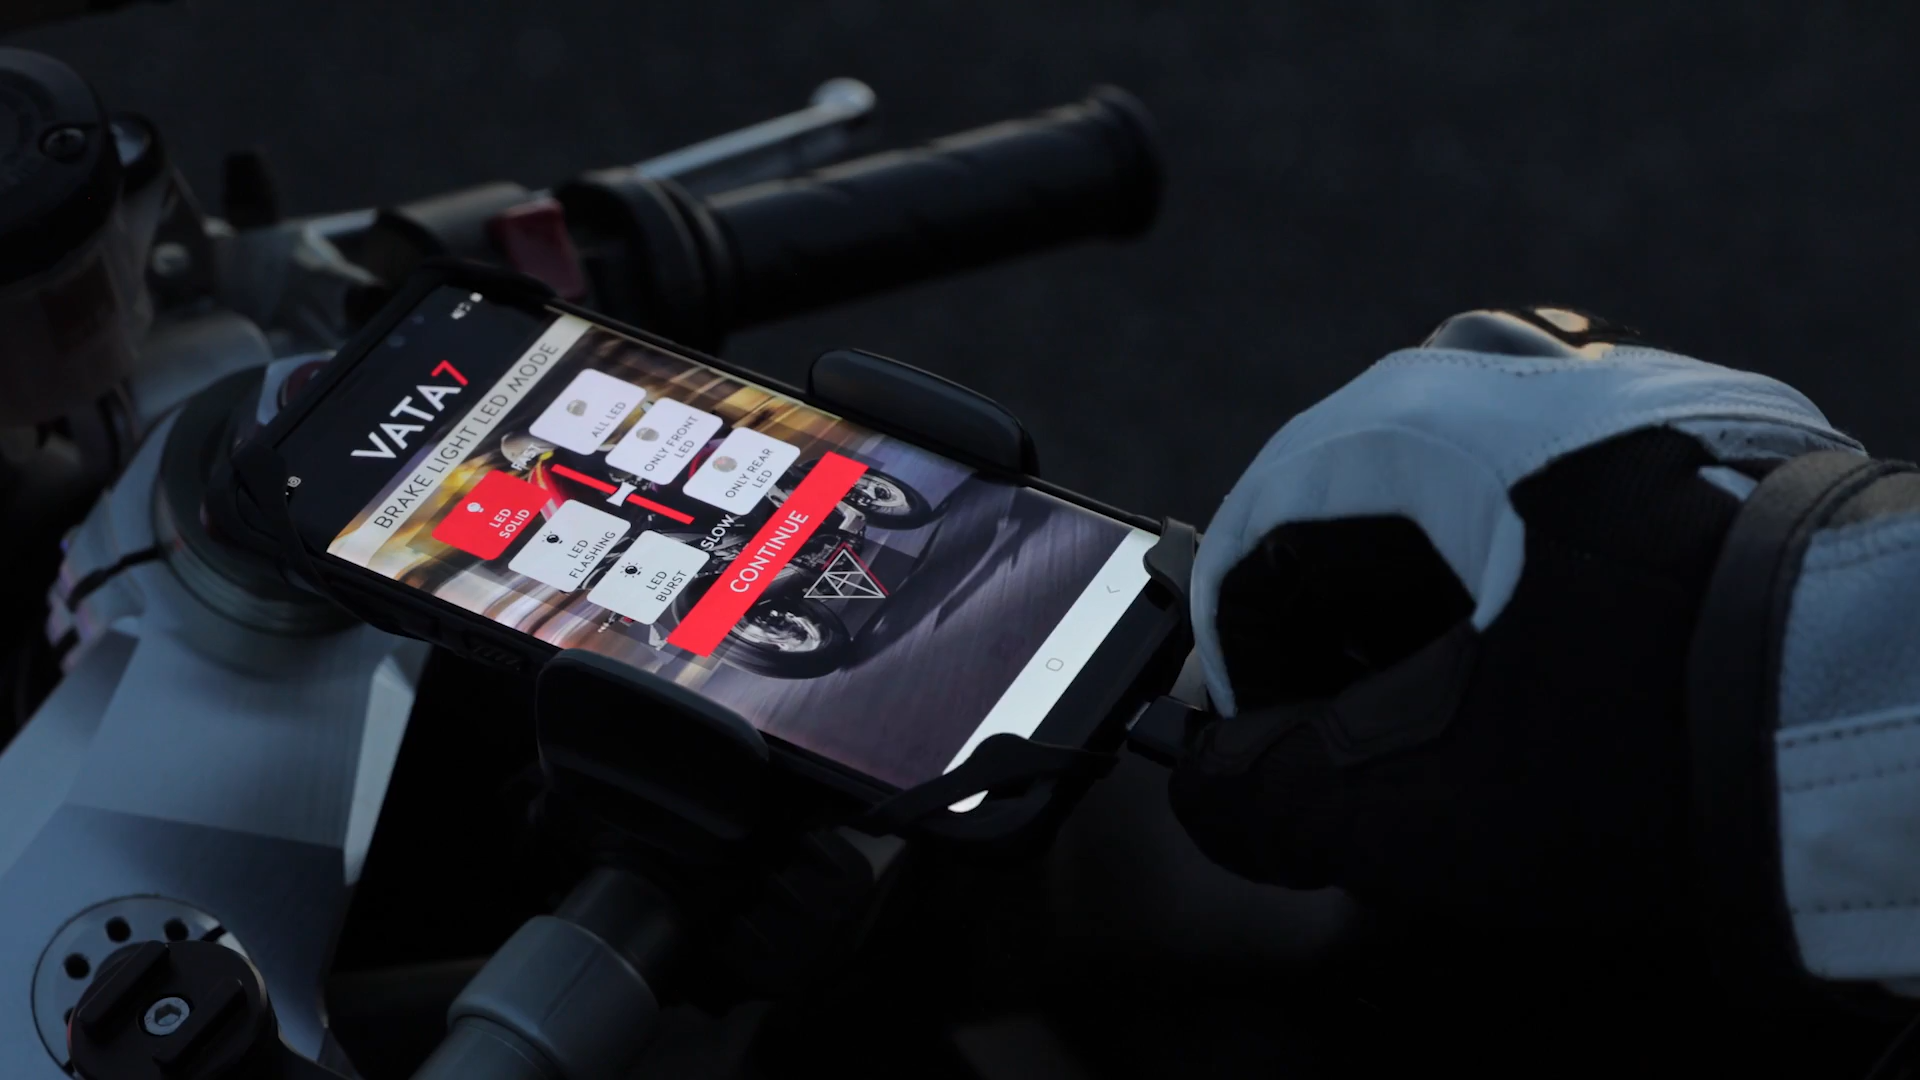 VATA7
BRAKE LIGHT LED MODE
ALL LED
ONLY FRONT
LED
ONLY REAR
LED
FAST
SLOW
LED
SOLID
LED
FLASHING
LED
BURST
CONTINUE